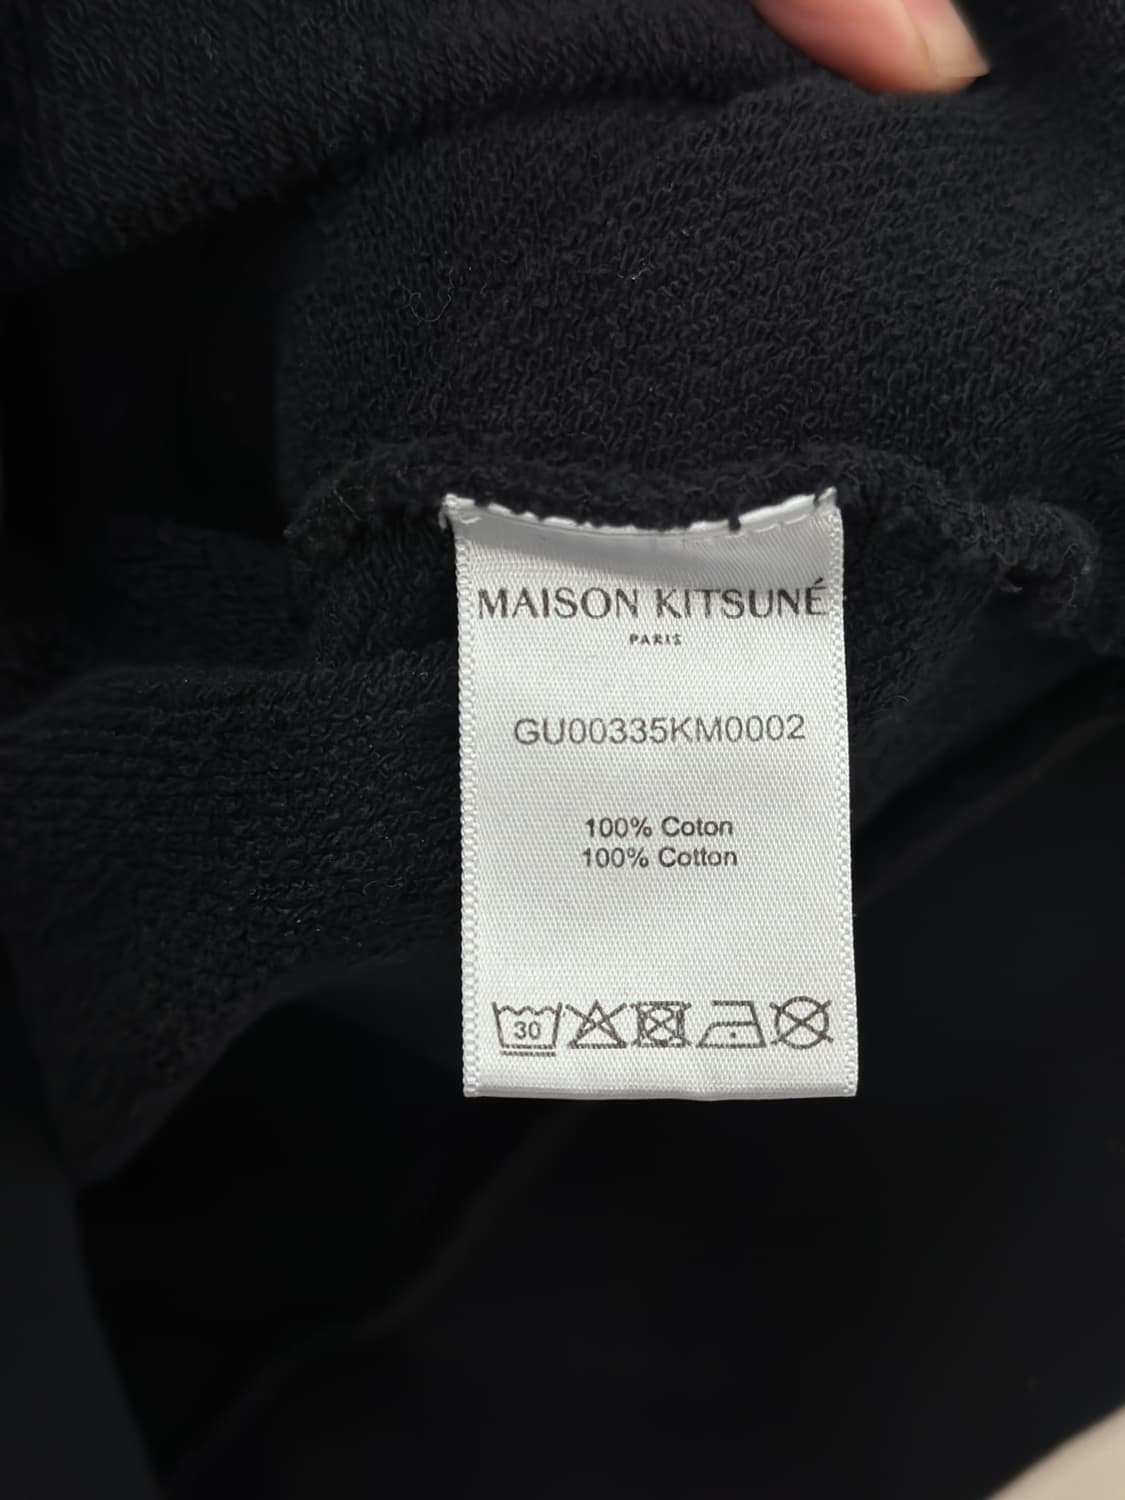 MAISON KITSUNÉ
PARIS
GU00335KM0002
100% Coton
100% Cotton
30